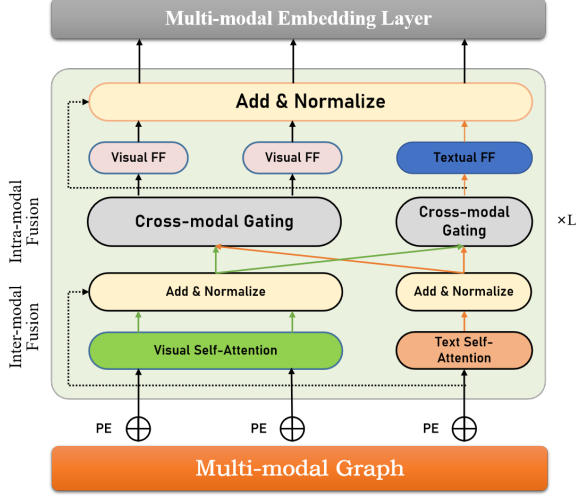 Multi-modal Embedding Layer
Add & Normalize
Visual FF
Visual FF
Textual FF
Intra-modal
Fusion
Cross-modal Gating
Cross-modal
Gating
×L
Inter-modal
Fusion
Add & Normalize
Add & Normalize
Visual Self-Attention
Text Self-
Attention
PE
PE
PE
Multi-modal Graph